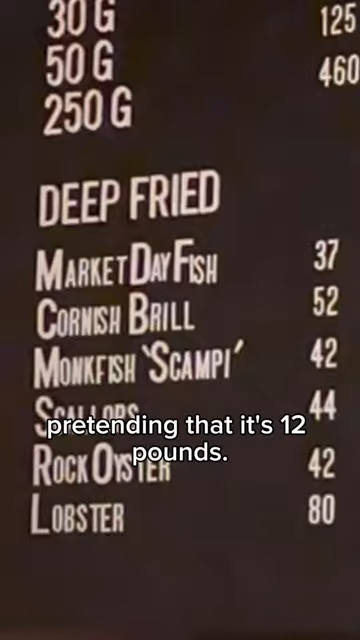 30 G 125
50 G 460
250 G
DEEP FRIED
MARKET DAY FISH 37
CORNISH BRILL 52
MONKFISH 'SCAMPI' 42
SCALLOPS 44
pretending that it's 12
pounds.
ROCK OYSTER 42
LOBSTER 80